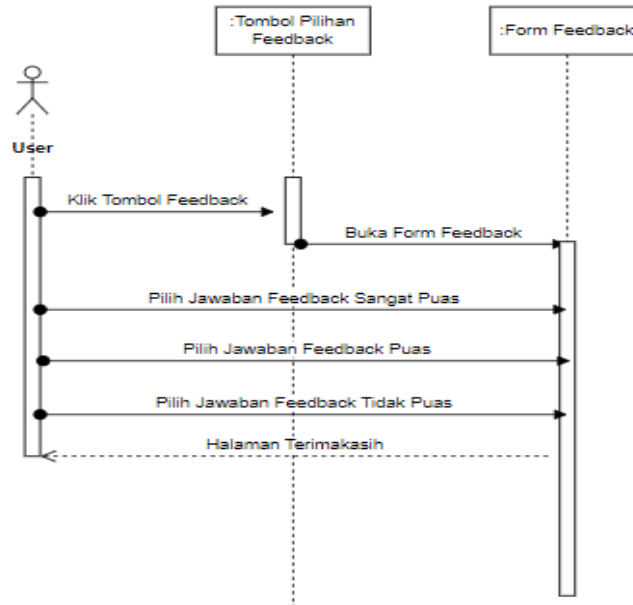 :Tombol Pilihan
Feedback
:Form Feedback
User
Klik Tombol Feedback
Buka Form Feedback
Pilih Jawaban Feedback Sangat Puas
Pilih Jawaban Feedback Puas
Pilih Jawaban Feedback Tidak Puas
Halaman Terimakasih